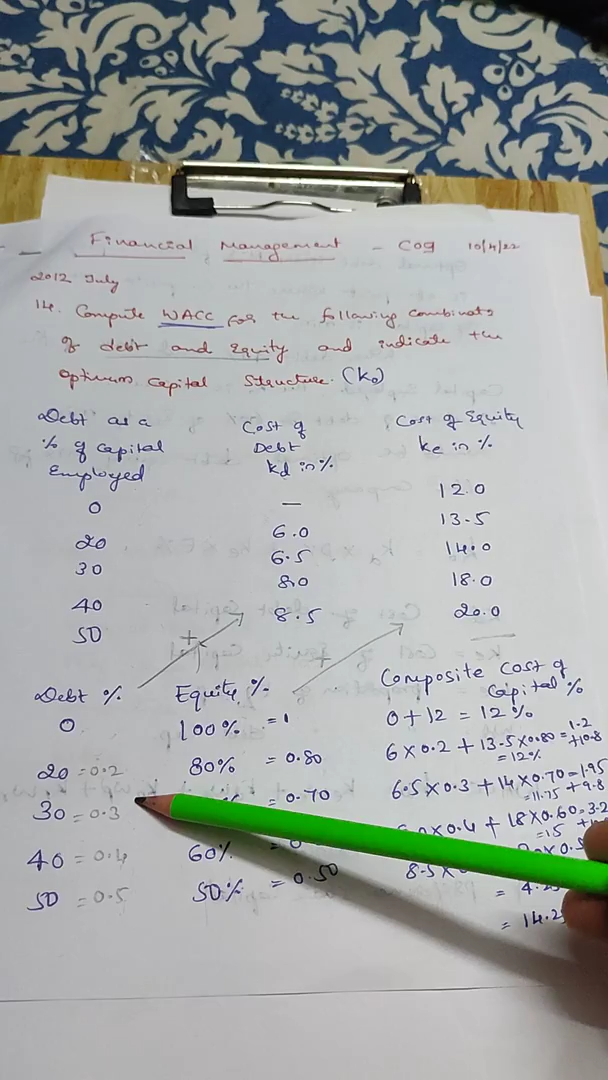 Financial Management - Cog 10/4/22
2012 July
14. Compute WACC for the following Combinats
of debt and Equity and indicate the
optimum Capital Structure. (Ko)
Debt as a
% of Capital
Employed
Cost of
Debt
kd in %
Cost of Equity
ke in %
0 — 12.0
20 6.0 13.5
30 6.5 14.0
40 8.0 18.0
50 8.5 20.0
+ +
Debt % Equity % Composite Cost of
Capital %
0 100% = 1 0 + 12 = 12%
20 = 0.2 80% = 0.80 6 x 0.2 + 13.5 x 0.80 = 1.2
+ 10.8
= 12%
30 = 0.3 % = 0.70 6.5 x 0.3 + 14 x 0.70 = 1.95
+ 9.8
= 11.75
40 = 0.4 60% = 0 x 0.4 + 18 x 0.60 = 3.2
= 15
50 = 0.5 50% = 0.50 8.5 x
= 4.25
= 14.2